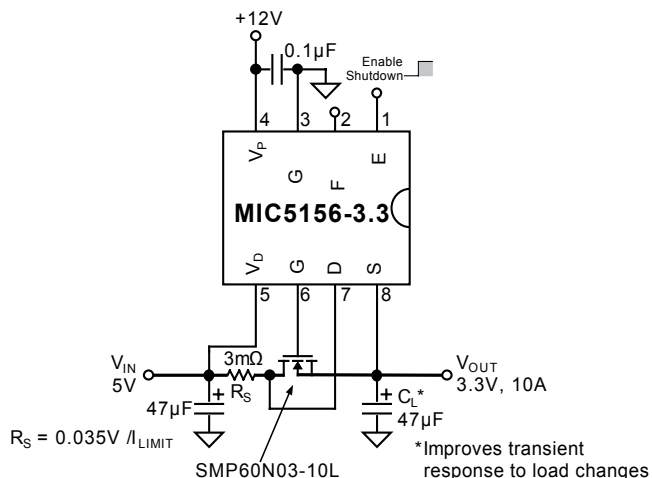 +12V
0.1µF
Enable
Shutdown
4 3 2 1
VP G F E
MIC5156-3.3
VD G D S
5 6 7 8
VIN
5V
3mΩ
RS
VOUT
3.3V, 10A
47µF
CL*
47µF
RS = 0.035V /ILIMIT
*Improves transient
response to load changes
SMP60N03-10L